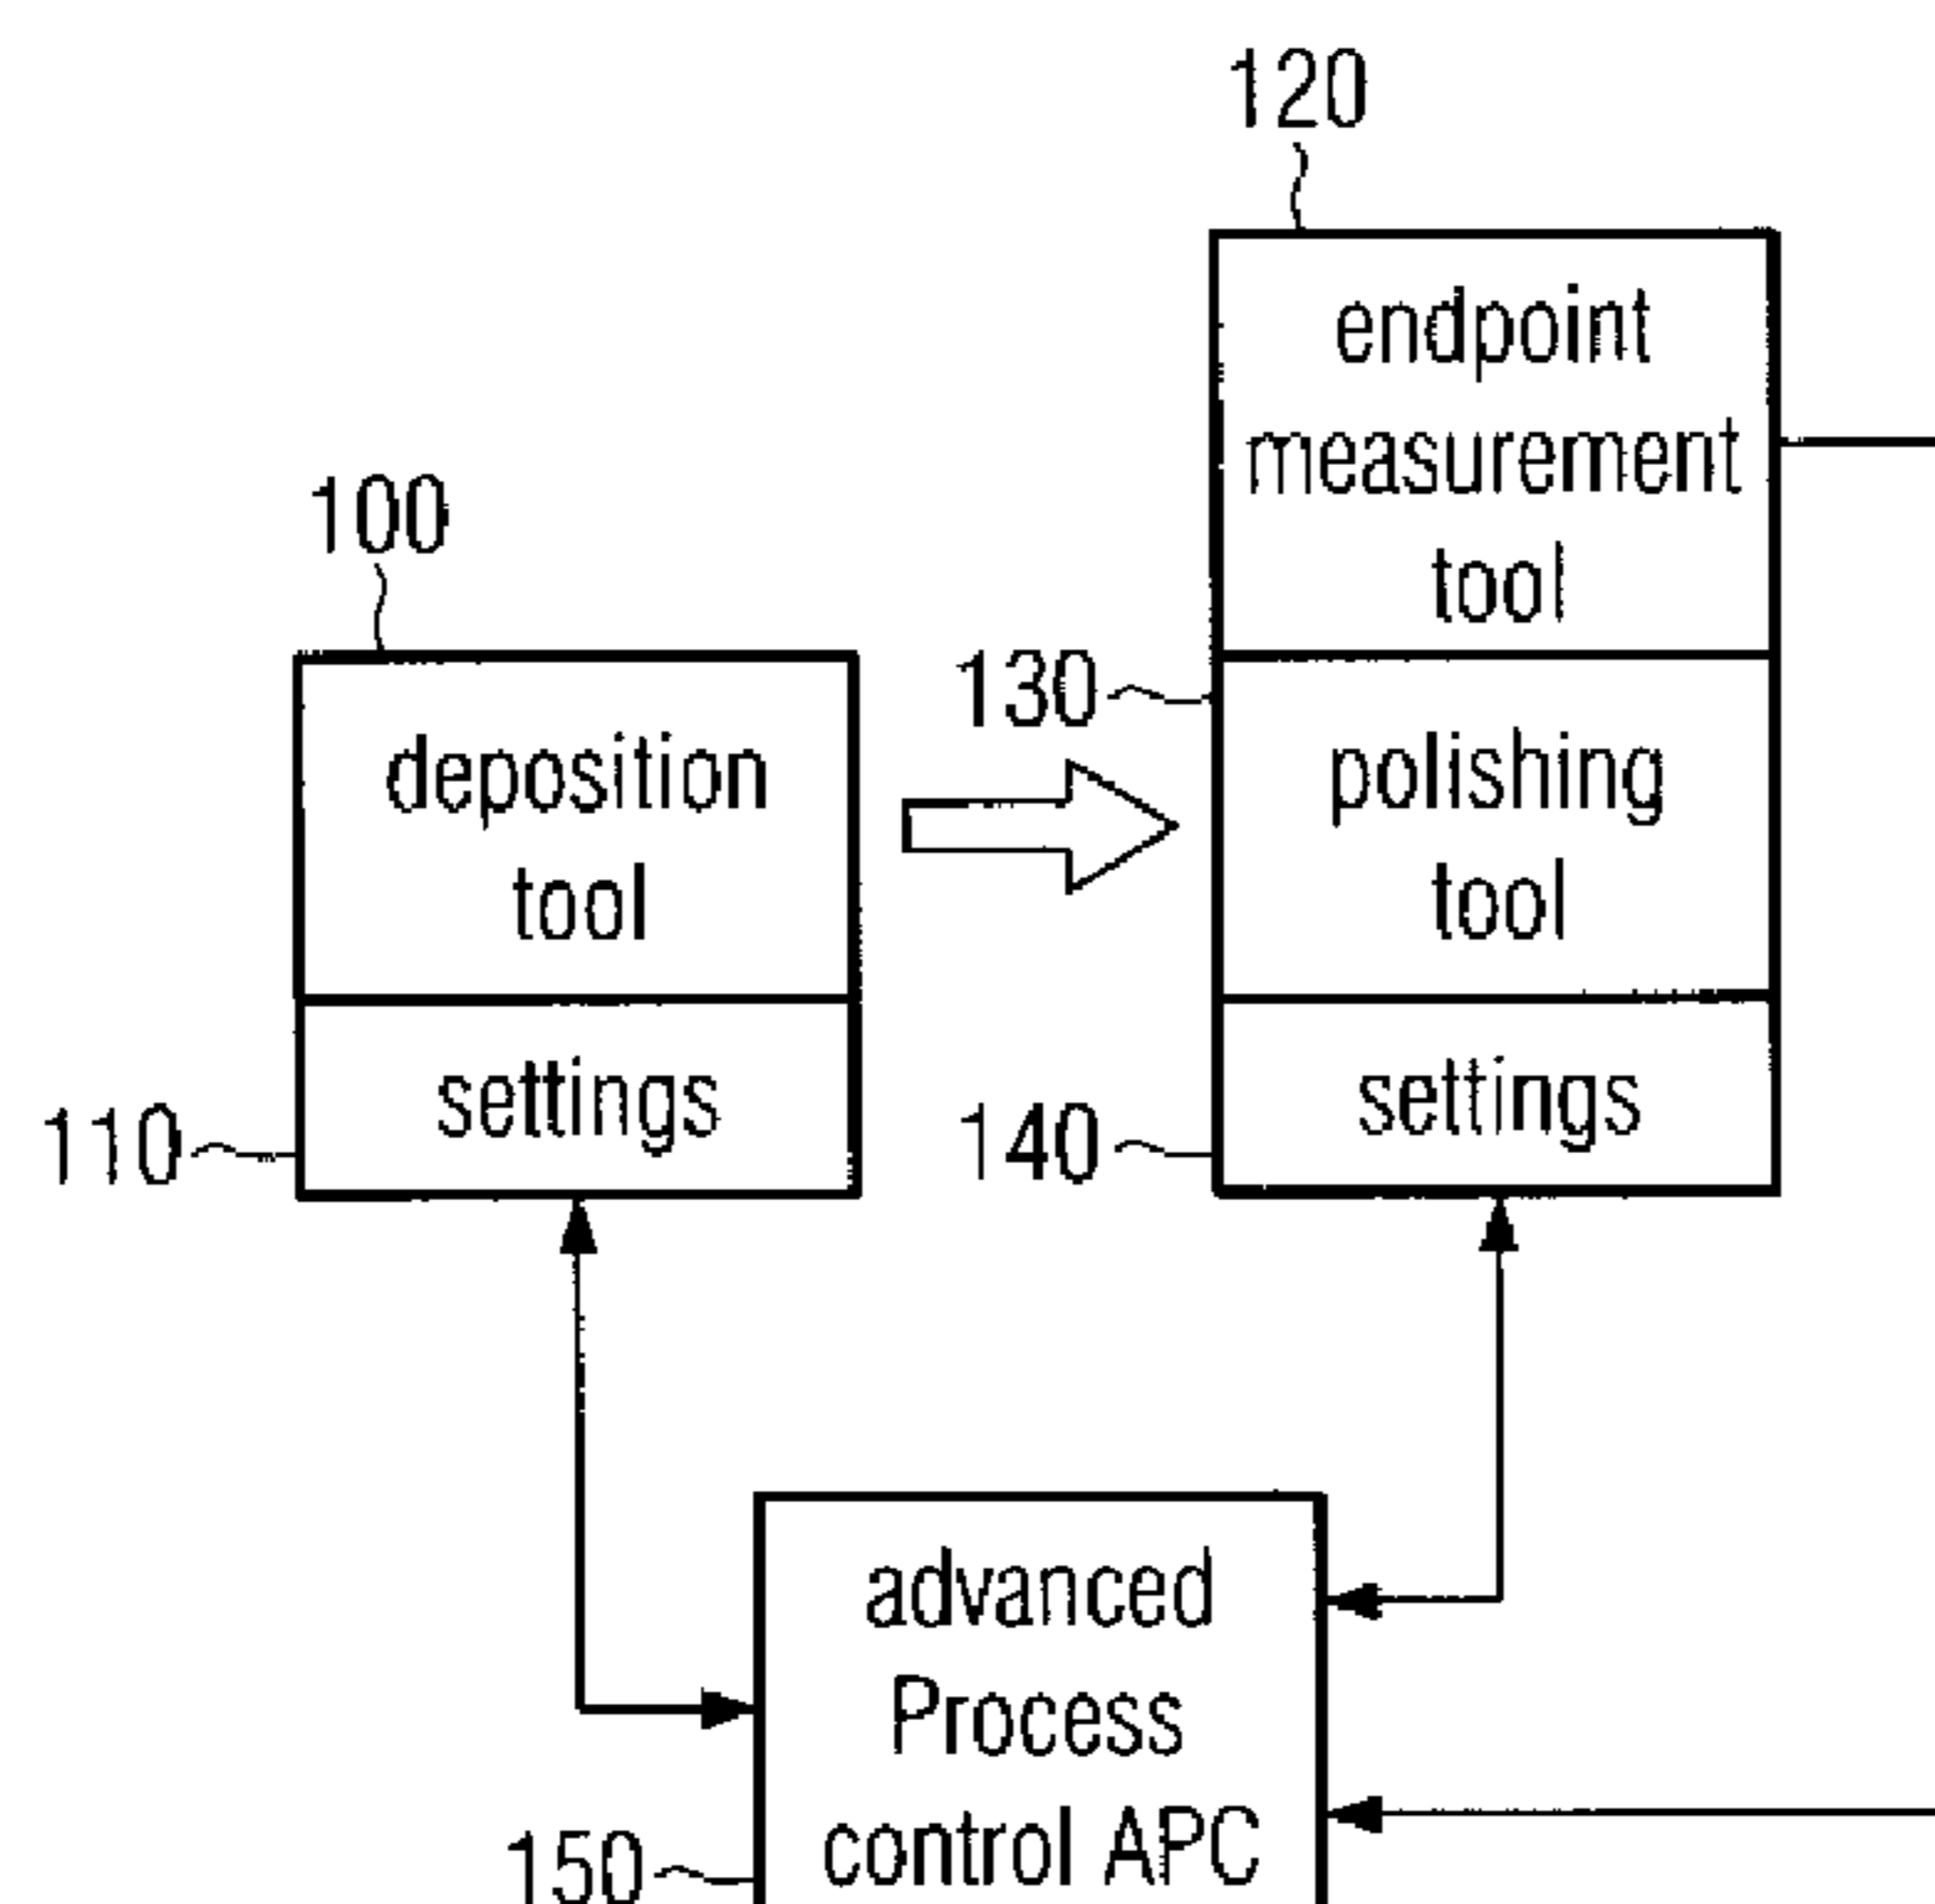 120
endpoint
measurement
tool
100
130
deposition
tool
polishing
tool
settings
settings
110
140
advanced
Process
control APC
150